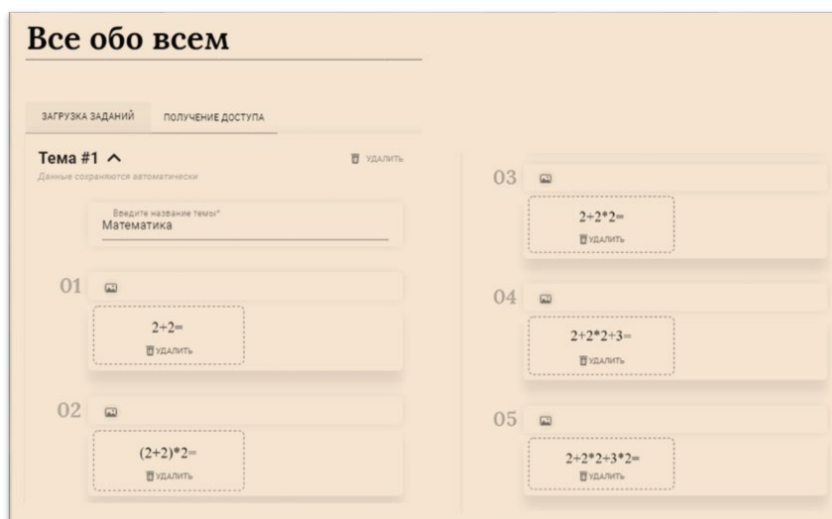 Все обо всем
ЗАГРУЗКА ЗАДАНИЙ
ПОЛУЧЕНИЕ ДОСТУПА
Тема #1
УДАЛИТЬ
Данные сохраняются автоматически
Введите название темы*
Математика
01
2+2=
УДАЛИТЬ
02
(2+2)*2=
УДАЛИТЬ
03
2+2*2=
УДАЛИТЬ
04
2+2*2+3=
УДАЛИТЬ
05
2+2*2+3*2=
УДАЛИТЬ